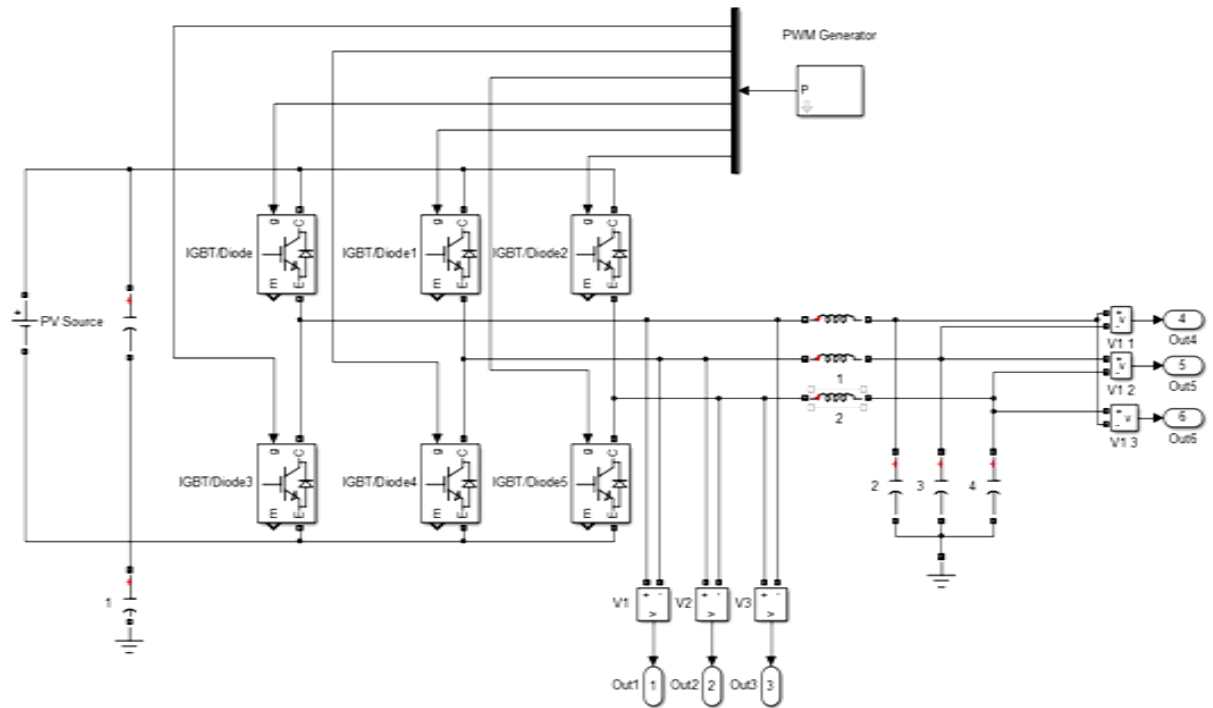 PWM Generator
P
g C
IGBT/Diode
m E
g C
IGBT/Diode1
m E
g C
IGBT/Diode2
m E
+
PV Source
+
g C
IGBT/Diode3
m E
g C
IGBT/Diode4
m E
g C
IGBT/Diode5
m E
1
2
+
-
v
V1 1
4
Out4
+
-
v
V1 2
5
Out5
+
-
v
V1 3
6
Out6
+
2
+
3
+
4
+
1
V1
+ -
v
V2
+ -
v
V3
+ -
v
Out1
1
Out2
2
Out3
3